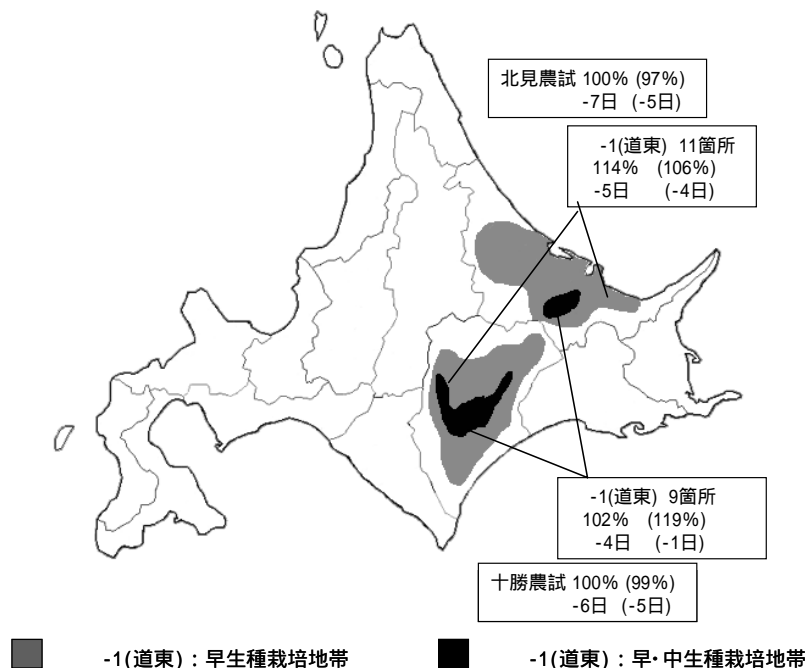 北見農試 100% (97%)
-7日 (-5日)
-1(道東) 11箇所
114% (106%)
-5日 (-4日)
-1(道東) 9箇所
102% (119%)
-4日 (-1日)
十勝農試 100% (99%)
-6日 (-5日)
-1(道東)：早生種栽培地帯
-1(道東)：早・中生種栽培地帯